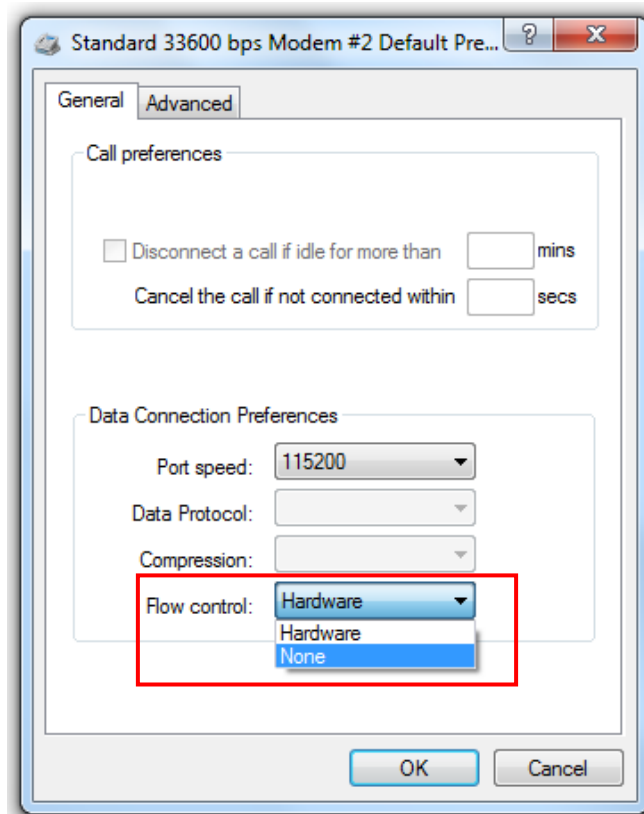 Standard 33600 bps Modem #2 Default Pre...
?
General
Advanced
Call preferences
Disconnect a call if idle for more than mins
Cancel the call if not connected within secs
Data Connection Preferences
Port speed: 115200
Data Protocol:
Compression:
Flow control: Hardware
Hardware
None
OK
Cancel